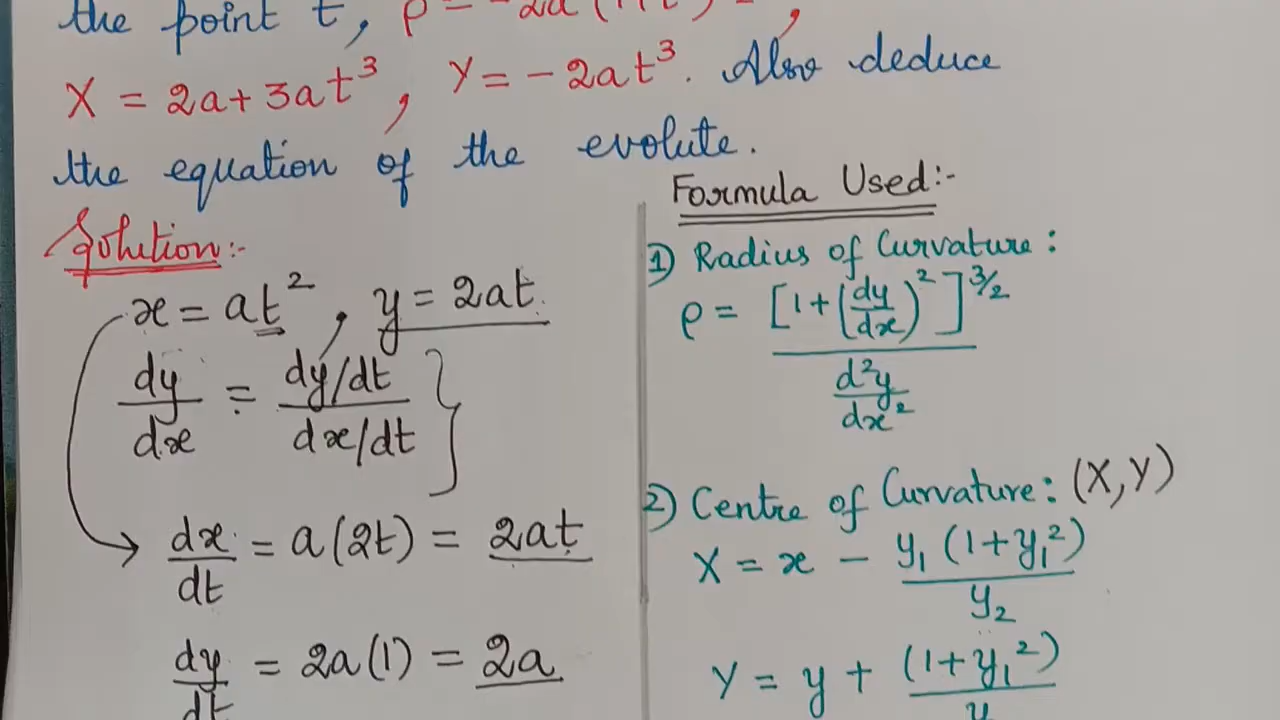 the point t, ρ = -2a
X = 2a+3at³, Y = -2at³. Also deduce
the equation of the evolute.
Solution:-
x = at², y = 2at.
dy/dx = dy/dt / dx/dt }
dx/dt = a(2t) = 2at
dy/dt = 2a(1) = 2a
Formula Used:-
1) Radius of Curvature:
ρ = [1+(dy/dx)²]^3/2 / d²y/dx²
2) Centre of Curvature: (X,Y)
X = x - y₁(1+y₁²) / y₂
Y = y + (1+y₁²) / y